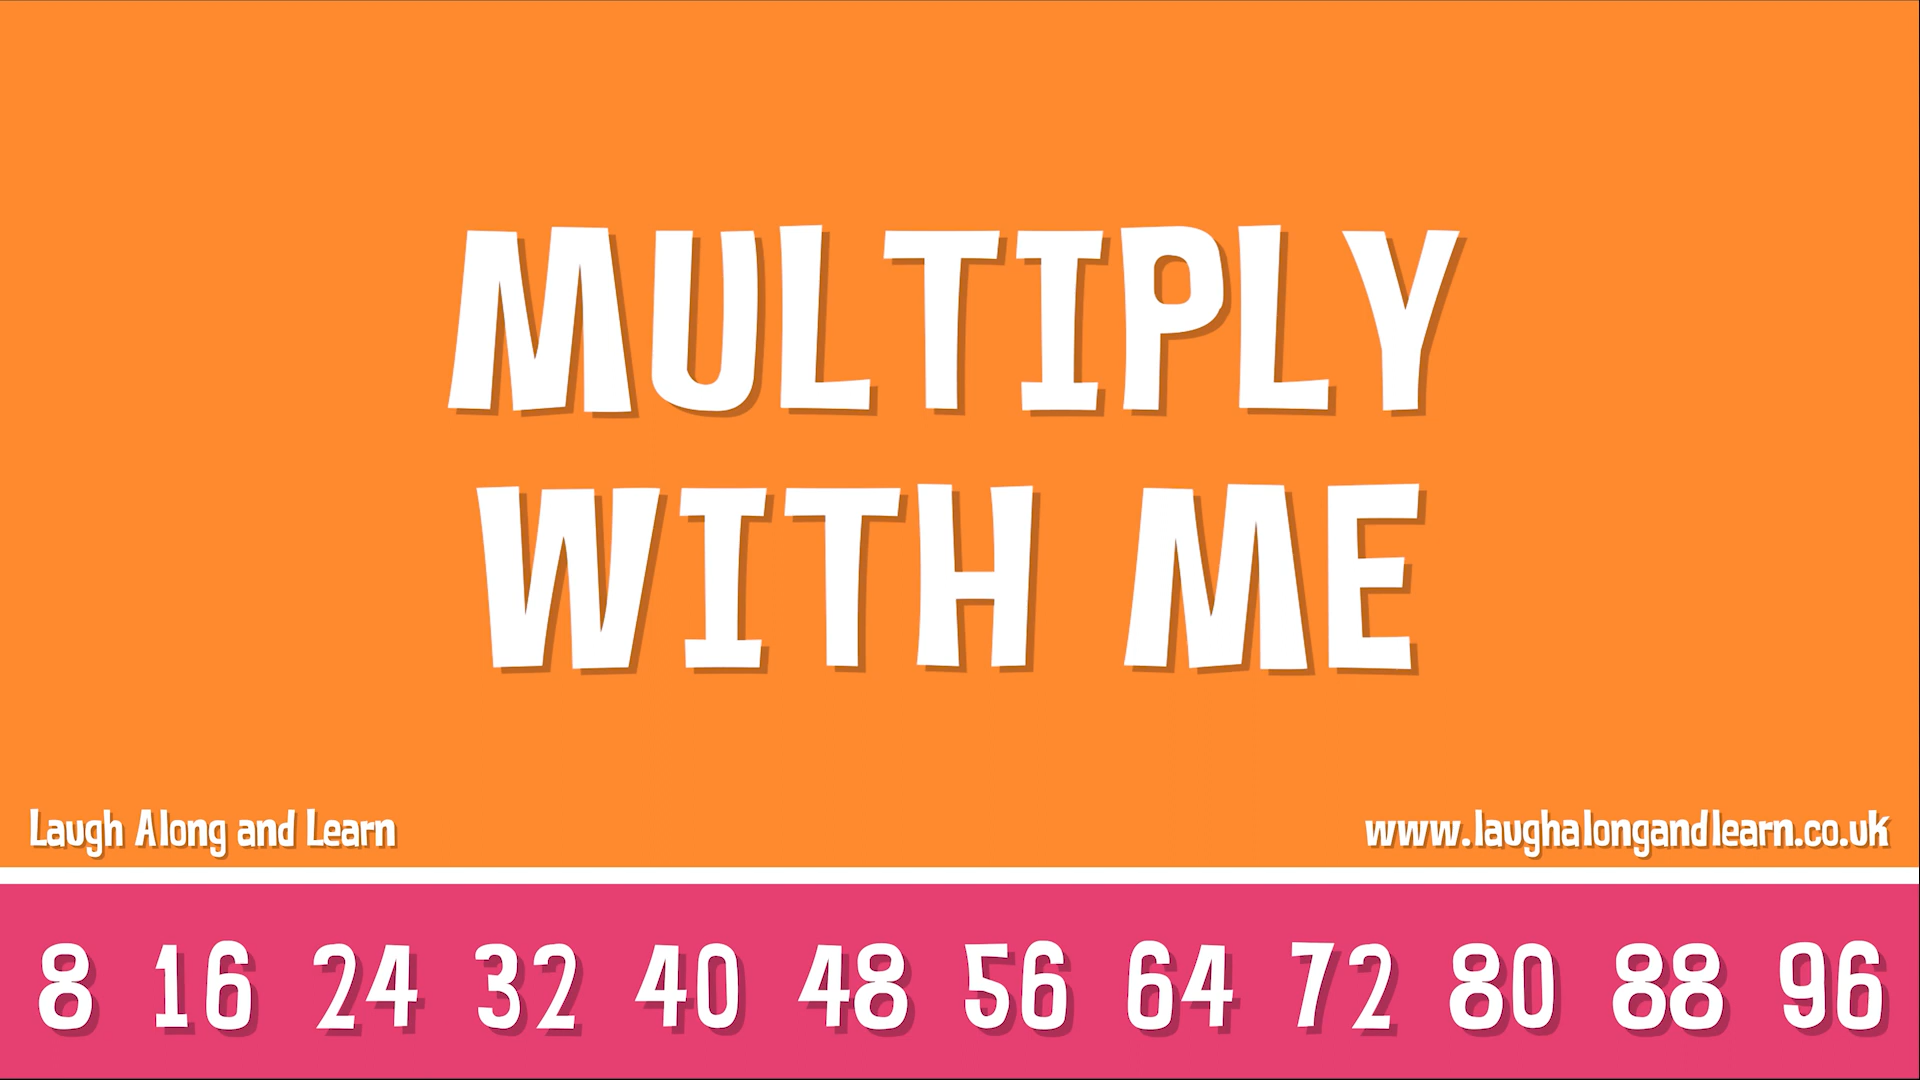 MULTIPLY
WITH ME
Laugh Along and Learn
www.laughalongandlearn.co.uk
8 16 24 32 40 48 56 64 72 80 88 96